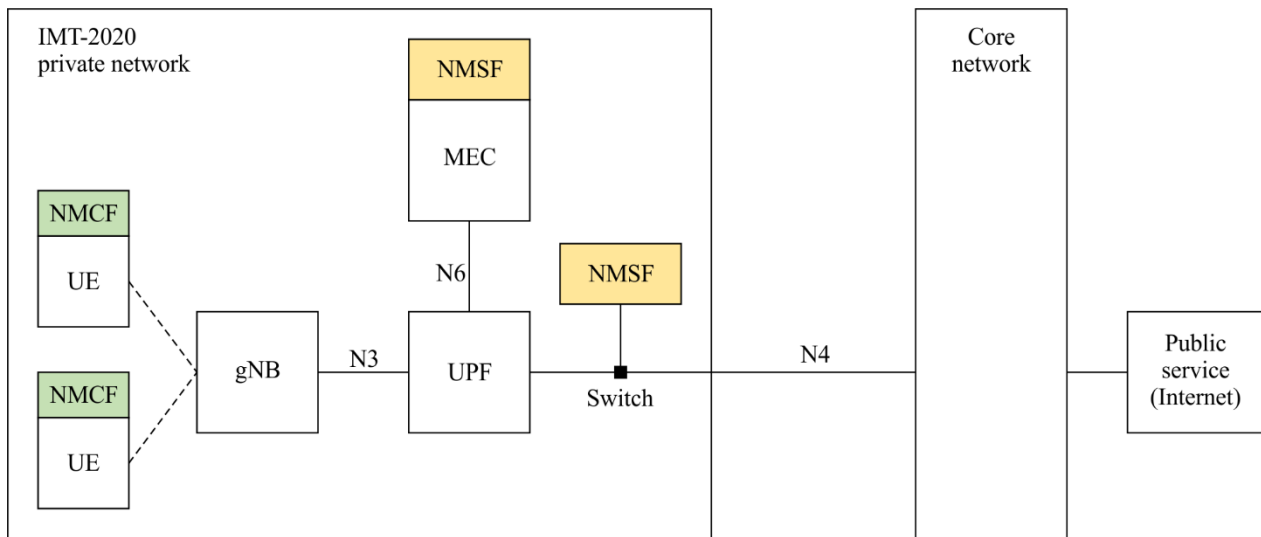 IMT-2020
private network
NMSF
MEC
NMCF
UE
N6
NMSF
gNB
N3
UPF
Switch
N4
NMCF
UE
Core
network
Public
service
(Internet)